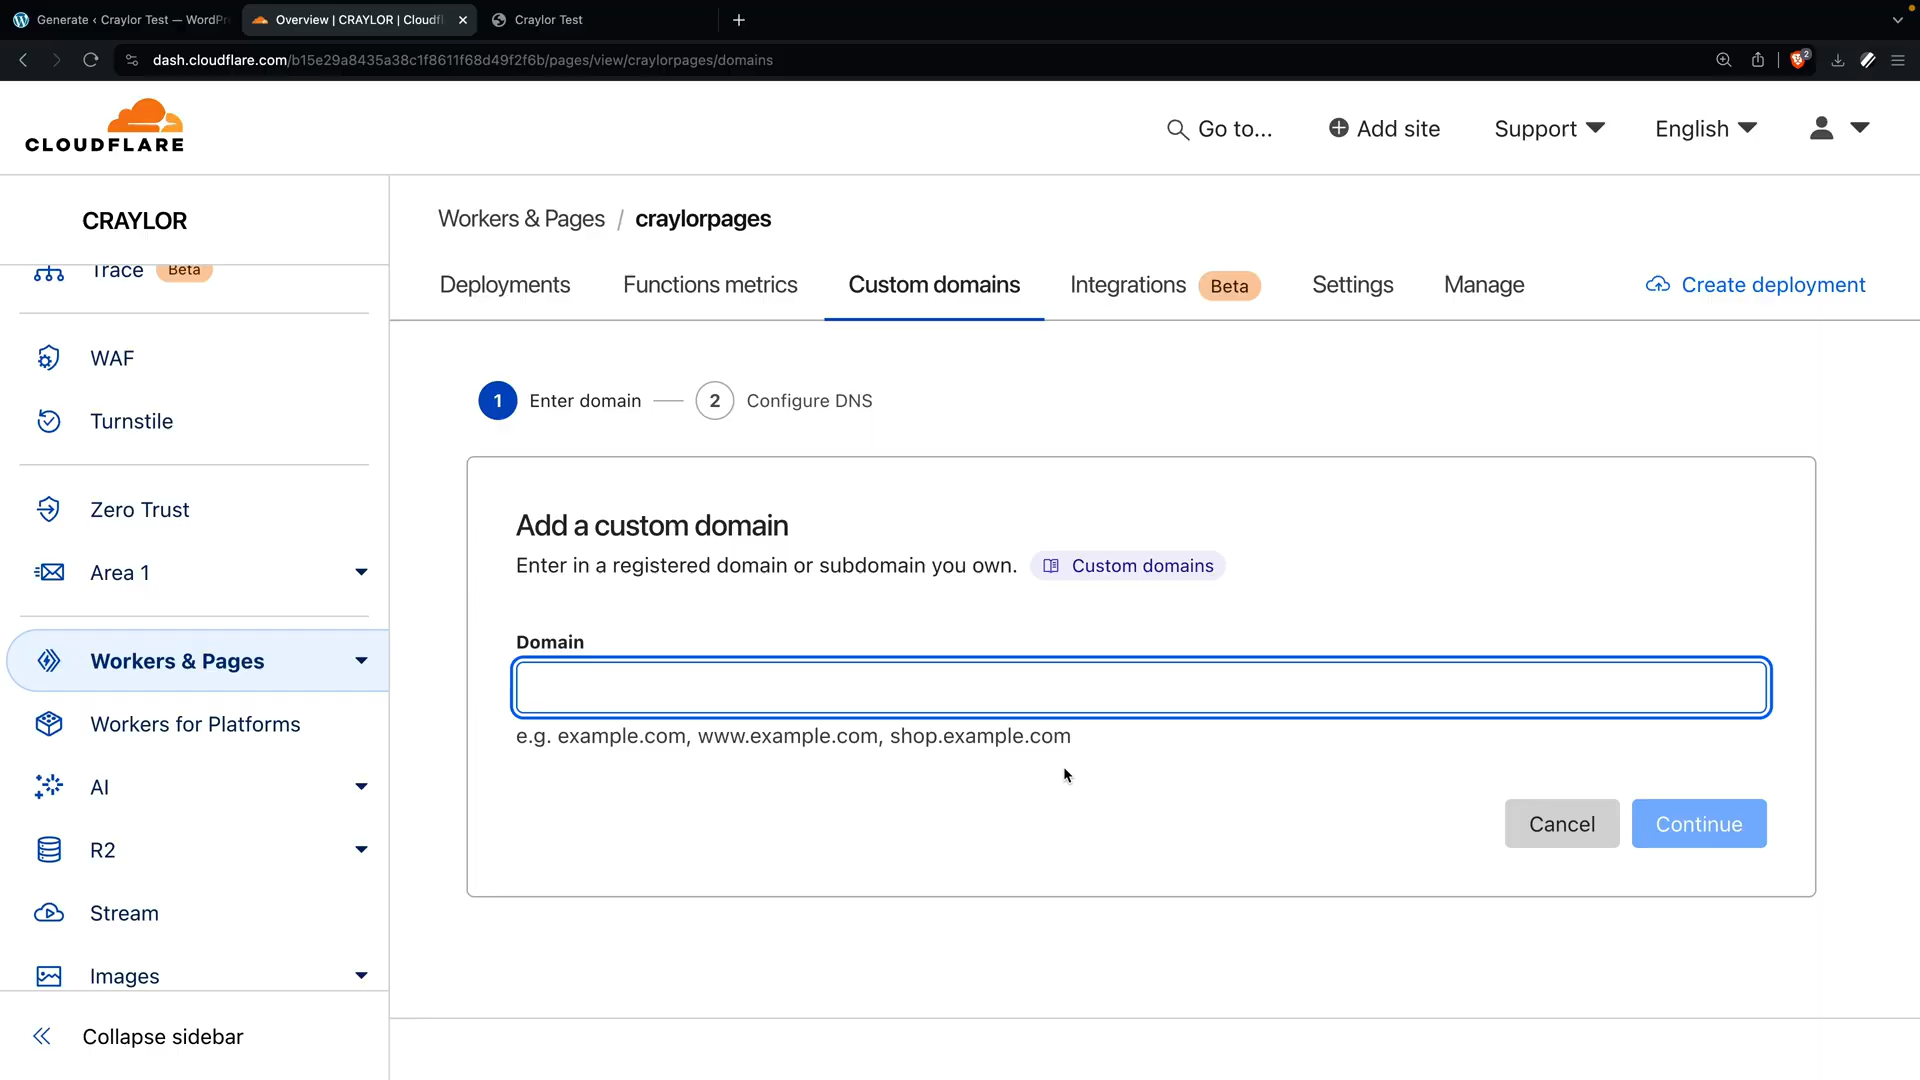 Generate ‹ Craylor Test — WordPr
Overview | CRAYLOR | Cloudfl
Craylor Test
dash.cloudflare.com/b15e29a8435a38c1f8611f68d49f2f6b/pages/view/craylorpages/domains
2
CLOUDFLARE
Go to...
Add site
Support
English
CRAYLOR
Trace Beta
WAF
Turnstile
Zero Trust
Area 1
Workers & Pages
Workers for Platforms
AI
R2
Stream
Images
Collapse sidebar
Workers & Pages / craylorpages
Deployments
Functions metrics
Custom domains
Integrations Beta
Settings
Manage
Create deployment
1 Enter domain
2 Configure DNS
Add a custom domain
Enter in a registered domain or subdomain you own. Custom domains
Domain
e.g. example.com, www.example.com, shop.example.com
Cancel
Continue